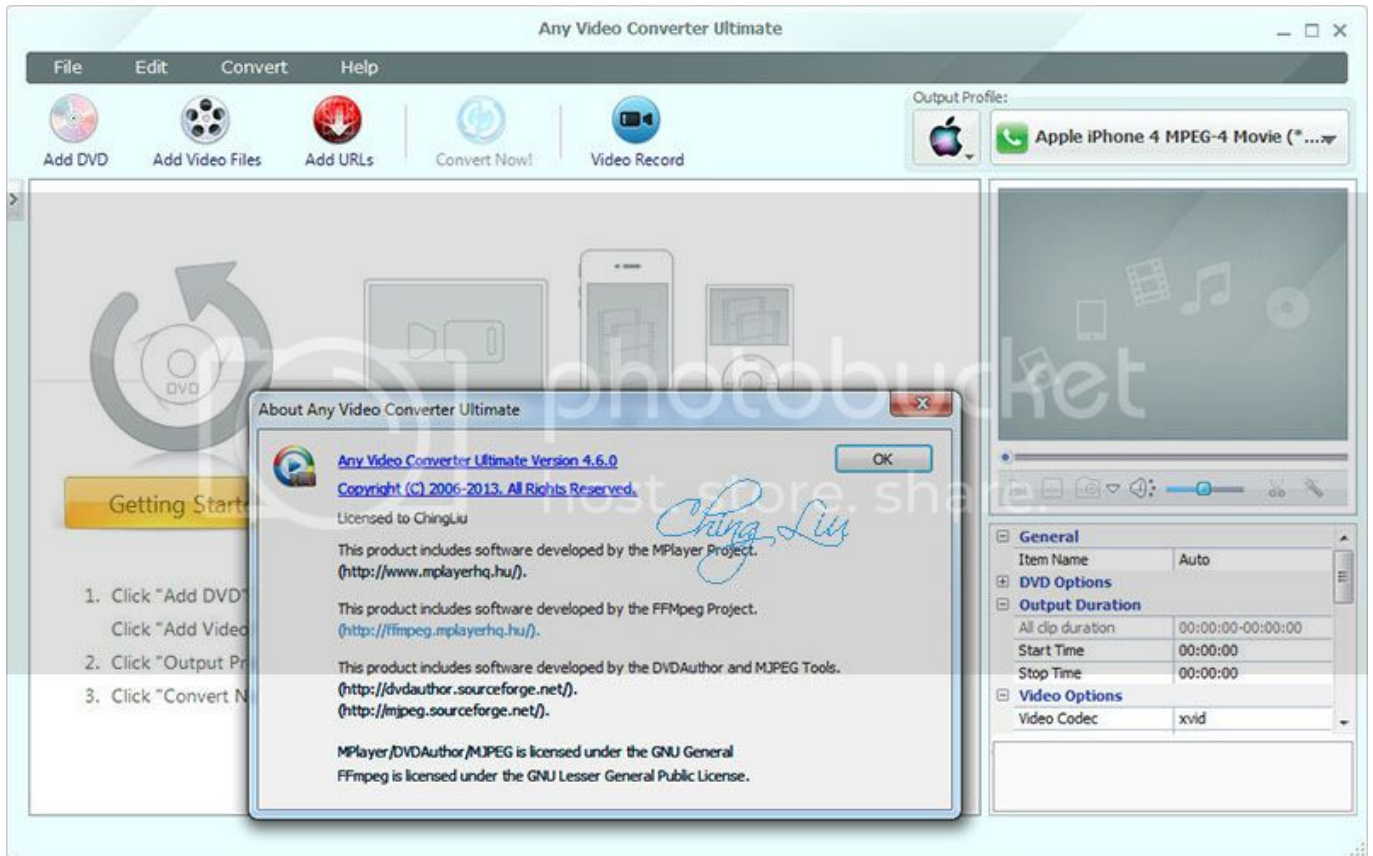 Any Video Converter Ultimate
File Edit Convert Help
Output Profile:
Apple iPhone 4 MPEG-4 Movie (*....
Add DVD Add Video Files Add URLs Convert Now! Video Record
DVD
photobucket
host. store. share.
Getting Starte
1. Click "Add DVD"
Click "Add Video
2. Click "Output Pr
3. Click "Convert N
About Any Video Converter Ultimate
Any Video Converter Ultimate Version 4.6.0
OK
Copyright (C) 2006-2013. All Rights Reserved.
Licensed to ChingLiu
Ching Liu
This product includes software developed by the MPlayer Project.
(http://www.mplayerhq.hu/).
This product includes software developed by the FFMpeg Project.
(http://ffmpeg.mplayerhq.hu/).
This product includes software developed by the DVDAuthor and MJPEG Tools.
(http://dvdauthor.sourceforge.net/).
(http://mjpeg.sourceforge.net/).
MPlayer/DVDAuthor/MJPEG is licensed under the GNU General
FFmpeg is licensed under the GNU Lesser General Public License.
General
Item Name Auto
DVD Options
Output Duration
All clip duration 00:00:00-00:00:00
Start Time 00:00:00
Stop Time 00:00:00
Video Options
Video Codec xvid